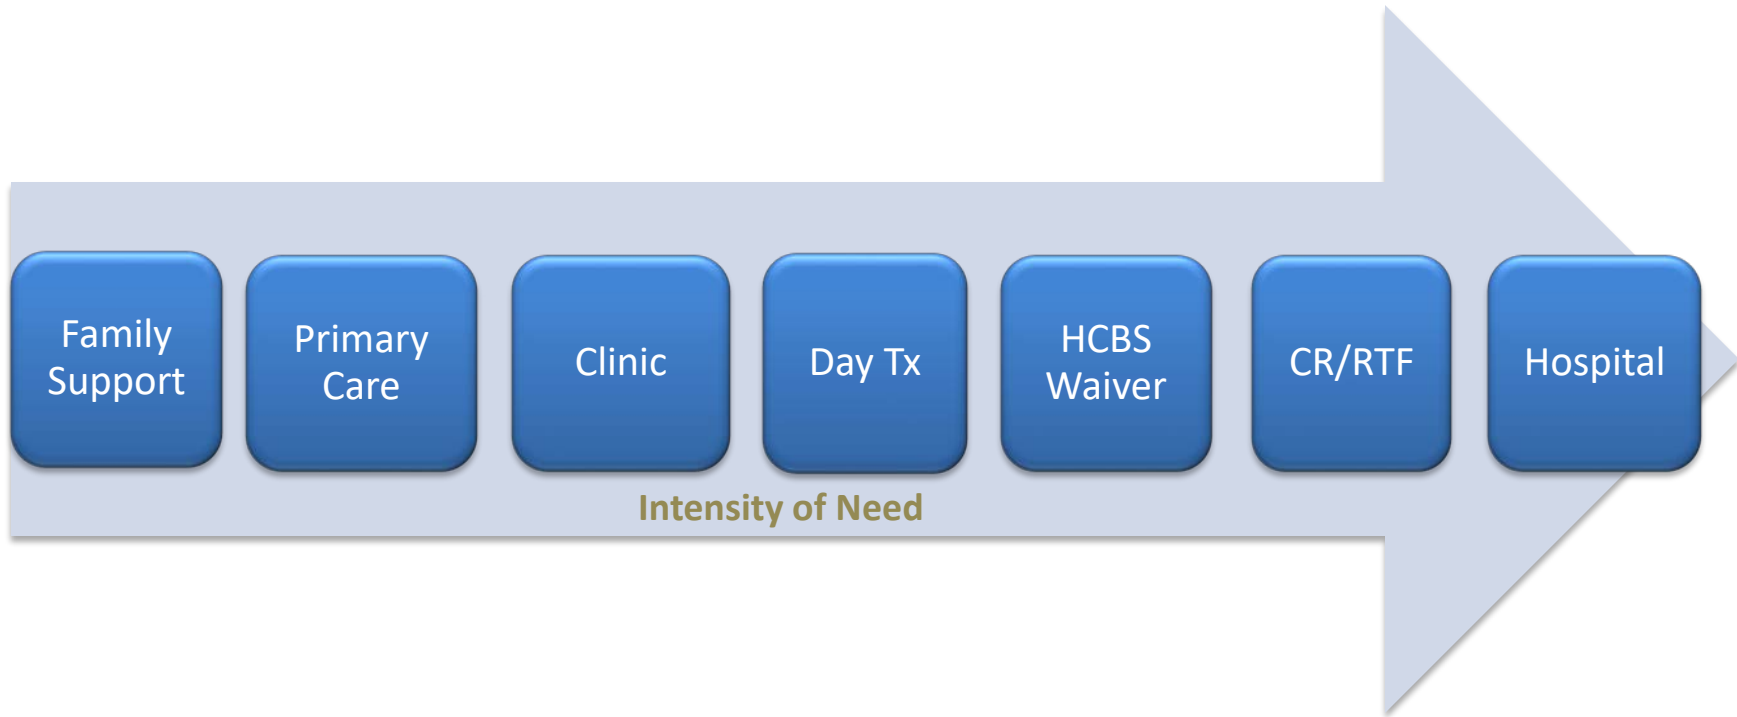 Family
Support
Primary
Care
Clinic
Day Tx
HCBS
Waiver
CR/RTF
Hospital
Intensity of Need